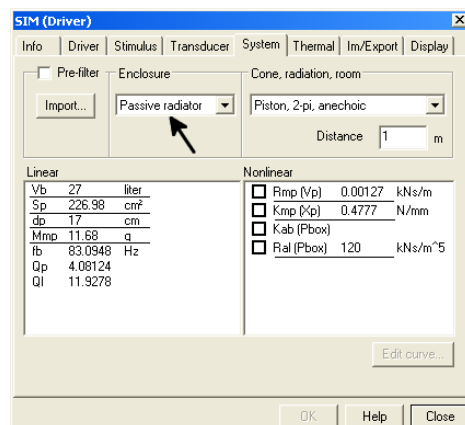 SIM (Driver)
Info Driver Stimulus Transducer System Thermal Im/Export Display
Pre-filter Enclosure Cone, radiation, room
Import... Passive radiator Piston, 2-pi, anechoic
Distance 1 m
Linear Nonlinear
Vb 27 liter
Sp 226.98 cm²
dp 17 cm
Mmp 11.68 g
fb 83.0948 Hz
Qp 4.08124
Ql 11.9278
Rmp (Vp) 0.00127 kNs/m
Kmp (Xp) 0.4777 N/mm
Kab (Pbox)
Ral (Pbox) 120 kNs/m^5
Edit curve...
OK Help Close